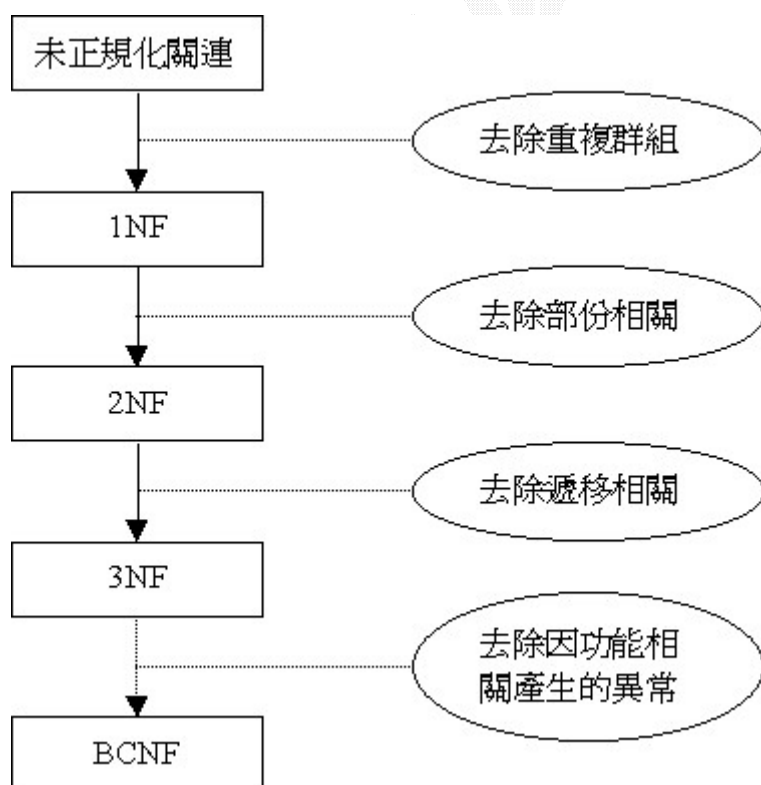 未正規化關連
去除重複群組
1NF
去除部份相關
2NF
去除遞移相關
3NF
去除因功能相
關產生的異常
BCNF